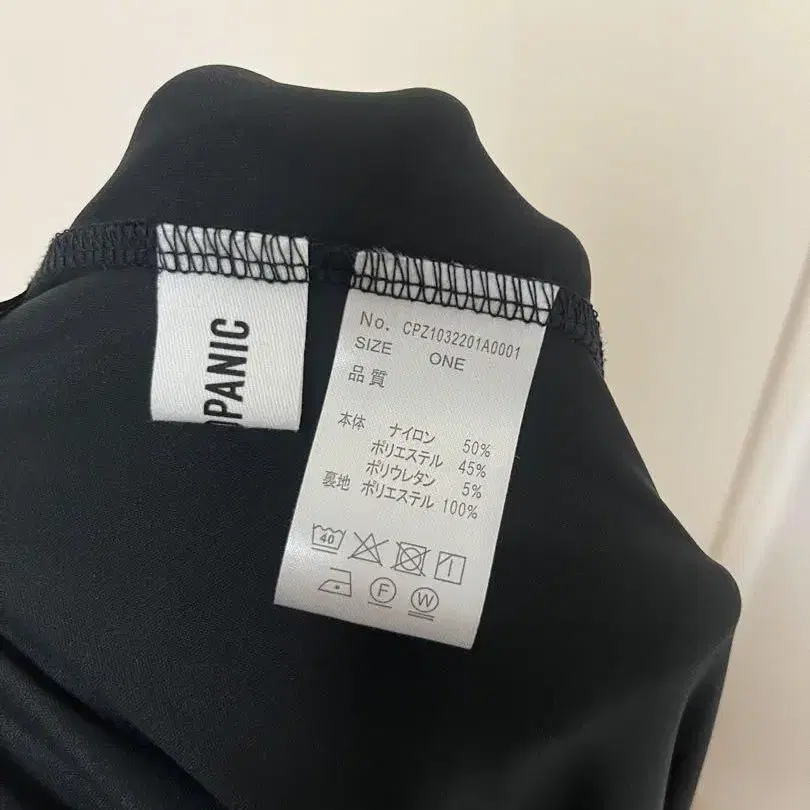 PANIC
No. CPZ1032201A0001
SIZE ONE
品質
本体 ナイロン 50%
ポリエステル 45%
ポリウレタン 5%
裏地 ポリエステル 100%
40
F
W